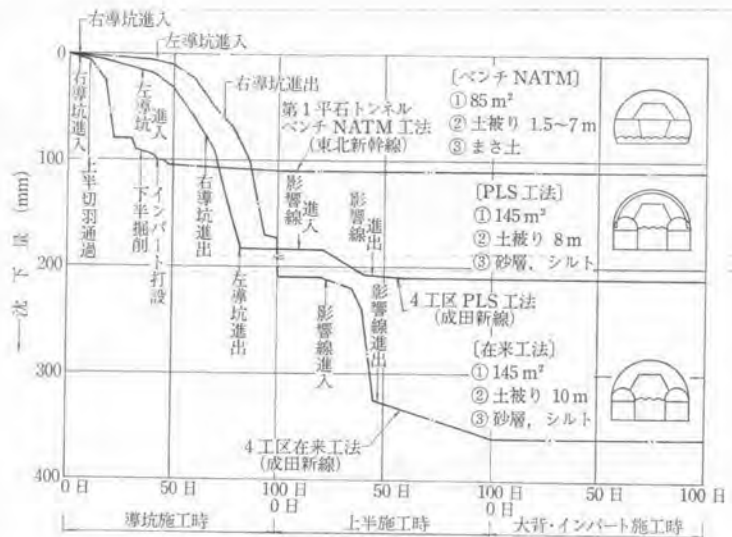 右導坑進入
左導坑進入
右導坑進出
第1平石トンネル
ベンチNATM工法
(東北新幹線)
〔ベンチNATM〕
① 85m²
② 土被り 1.5~7m
③ まさ土
〔PLS工法〕
① 145m²
② 土被り 8m
③ 砂層,シルト
〔在来工法〕
① 145m²
② 土被り 10m
③ 砂層,シルト
4工区PLS工法
(成田新線)
4工区在来工法
(成田新線)
右導坑進入
上半切羽通過
左導坑進入
下半掘削
インバート打設
右導坑進出
左導坑進出
影響線進入
影響線進出
影響線進入
影響線進出
沈下量 (mm)
0
100
200
300
400
0日
50日
100日
0日
50日
100日
0日
50日
100日
導坑施工時
上半施工時
大背・インバート施工時